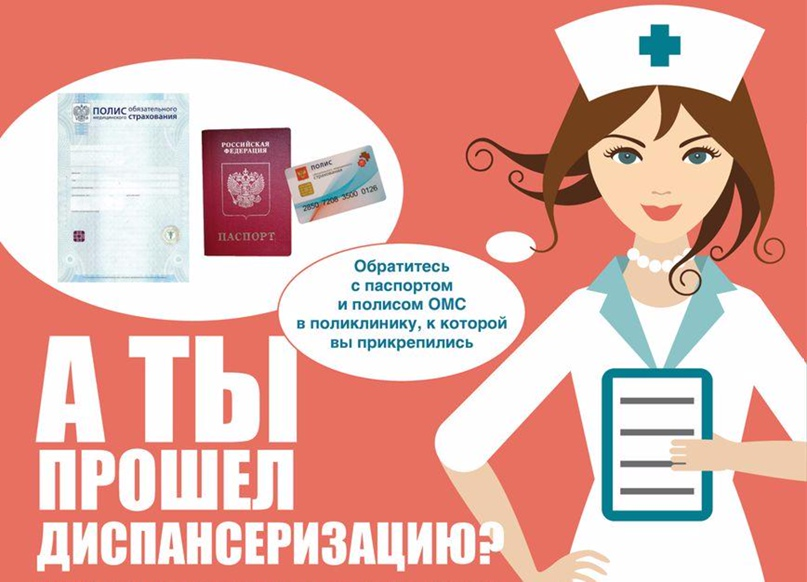 ПОЛИС обязательного
медицинского страхования
РОССИЙСКАЯ
ФЕДЕРАЦИЯ
ПАСПОРТ
ПОЛИС
страхования
2850 7208 3500 0126
Обратитесь
с паспортом
и полисом ОМС
в поликлинику, к которой
вы прикрепились
А ТЫ
ПРОШЕЛ
ДИСПАНСЕРИЗАЦИЮ?